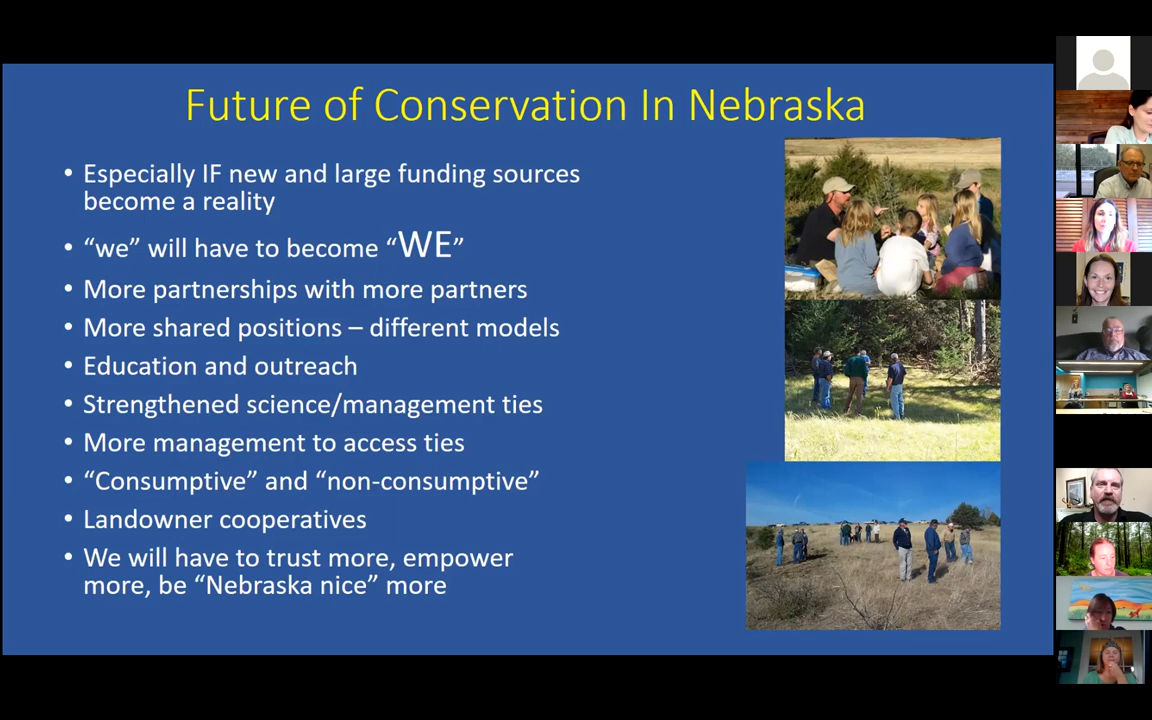 Future of Conservation In Nebraska
• Especially IF new and large funding sources
become a reality
• “we” will have to become “WE”
• More partnerships with more partners
• More shared positions – different models
• Education and outreach
• Strengthened science/management ties
• More management to access ties
• “Consumptive” and “non-consumptive”
• Landowner cooperatives
• We will have to trust more, empower
more, be “Nebraska nice” more